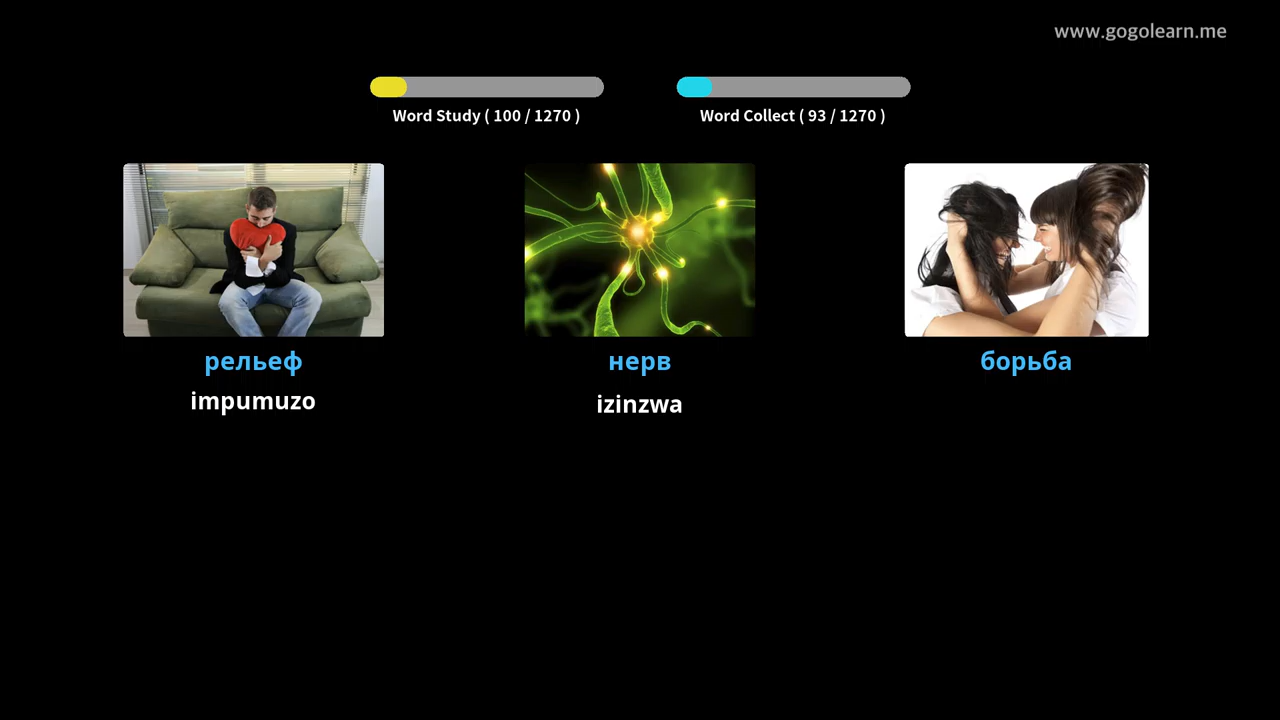 www.gogolearn.me
Word Study ( 100 / 1270 )
Word Collect ( 93 / 1270 )
рельеф
нерв
борьба
impumuzo
izinzwa